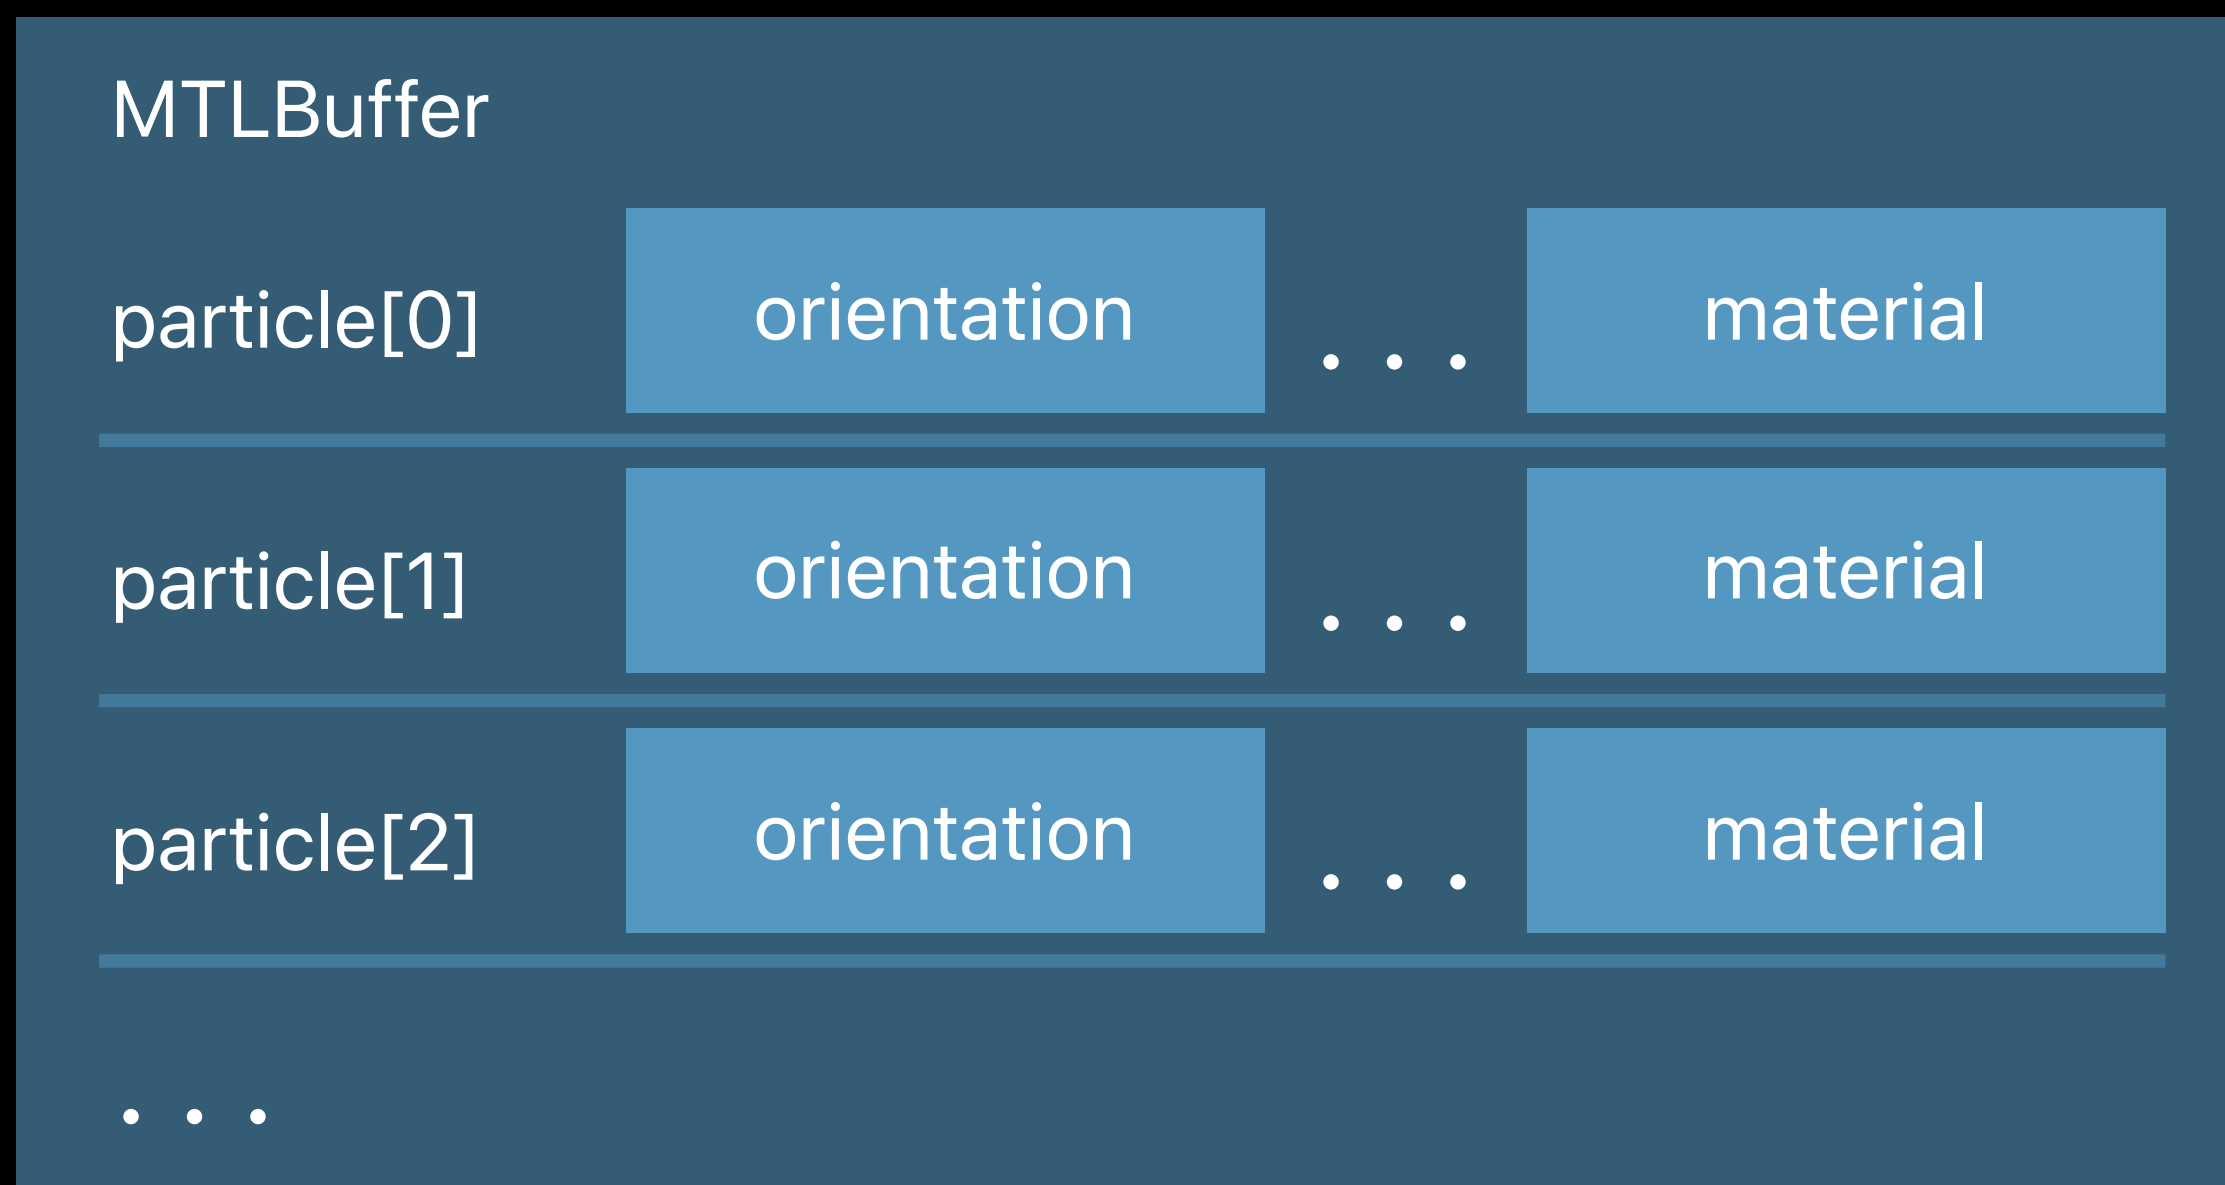 MTLBuffer
particle[0] orientation . . . material
particle[1] orientation . . . material
particle[2] orientation . . . material
. . .